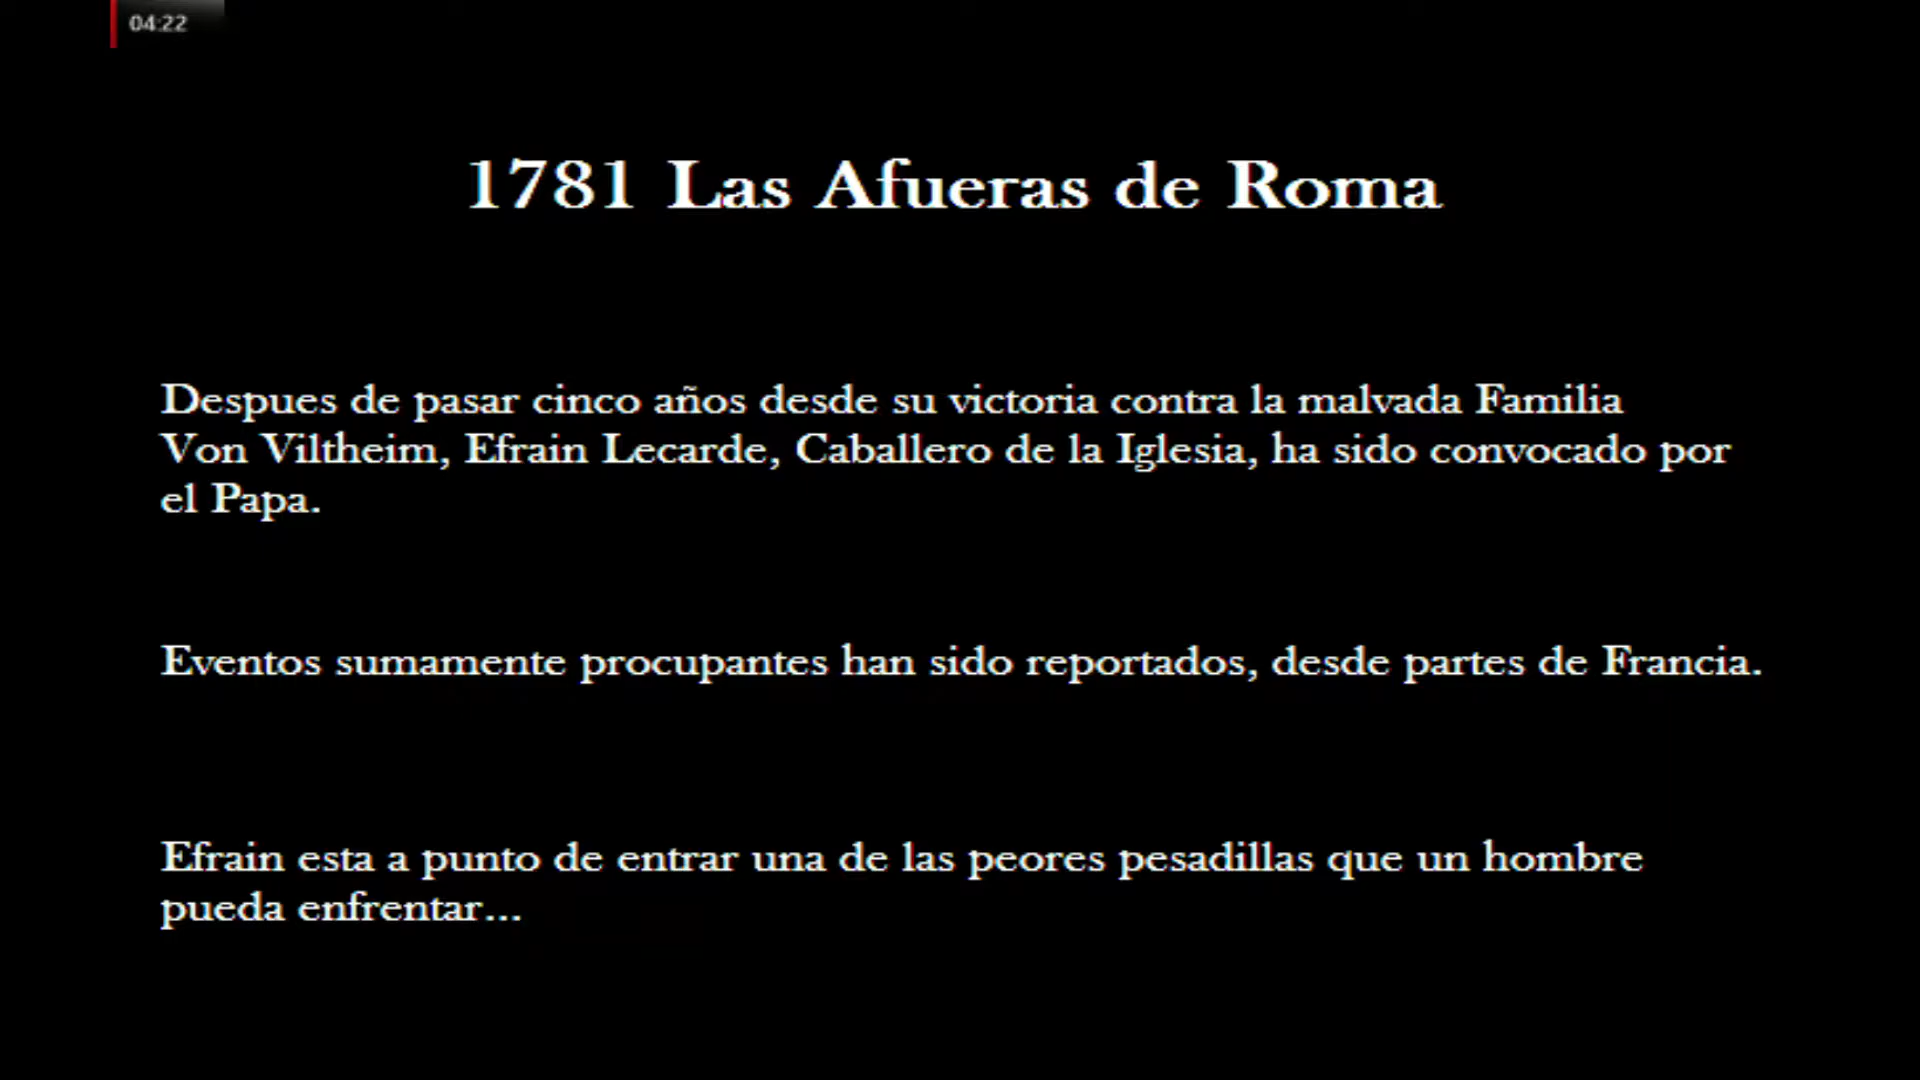 04:22
1781 Las Afueras de Roma
Despues de pasar cinco años desde su victoria contra la malvada Familia
Von Viltheim, Efrain Lecarde, Caballero de la Iglesia, ha sido convocado por
el Papa.
Eventos sumamente procupantes han sido reportados, desde partes de Francia.
Efrain esta a punto de entrar una de las peores pesadillas que un hombre
pueda enfrentar...